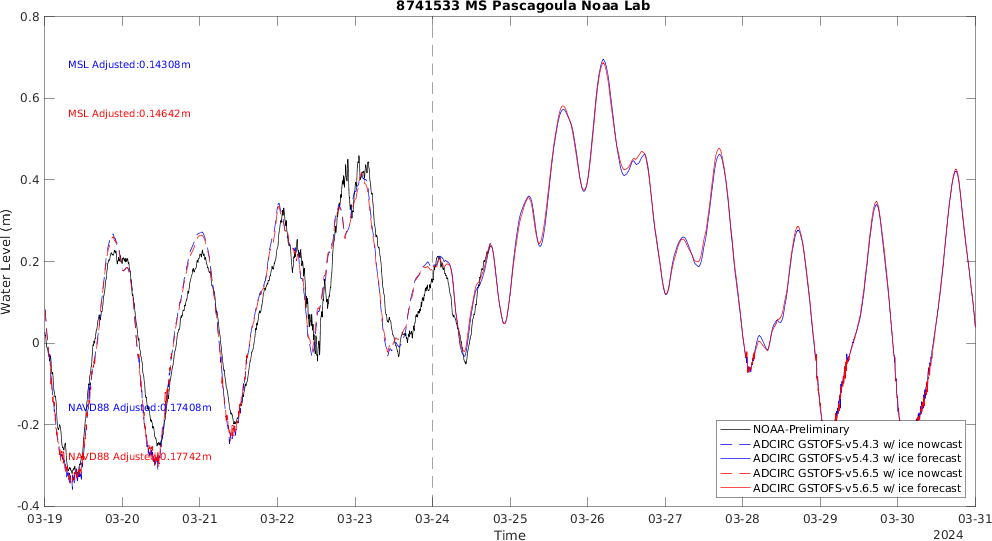 8741533 MS Pascagoula Noaa Lab
0.8
MSL Adjusted:0.14308m
0.6
MSL Adjusted:0.14642m
0.4
Water Level (m)
0.2
0
NAVD88 Adjusted:0.17408m
-0.2
NAVD88 Adjusted:0.17742m
-0.4
NOAA-Preliminary
ADCIRC GSTOFS-v5.4.3 w/ ice nowcast
ADCIRC GSTOFS-v5.4.3 w/ ice forecast
ADCIRC GSTOFS-v5.6.5 w/ ice nowcast
ADCIRC GSTOFS-v5.6.5 w/ ice forecast
03-19 03-20 03-21 03-22 03-23 03-24 03-25 03-26 03-27 03-28 03-29 03-30 03-31
Time
2024